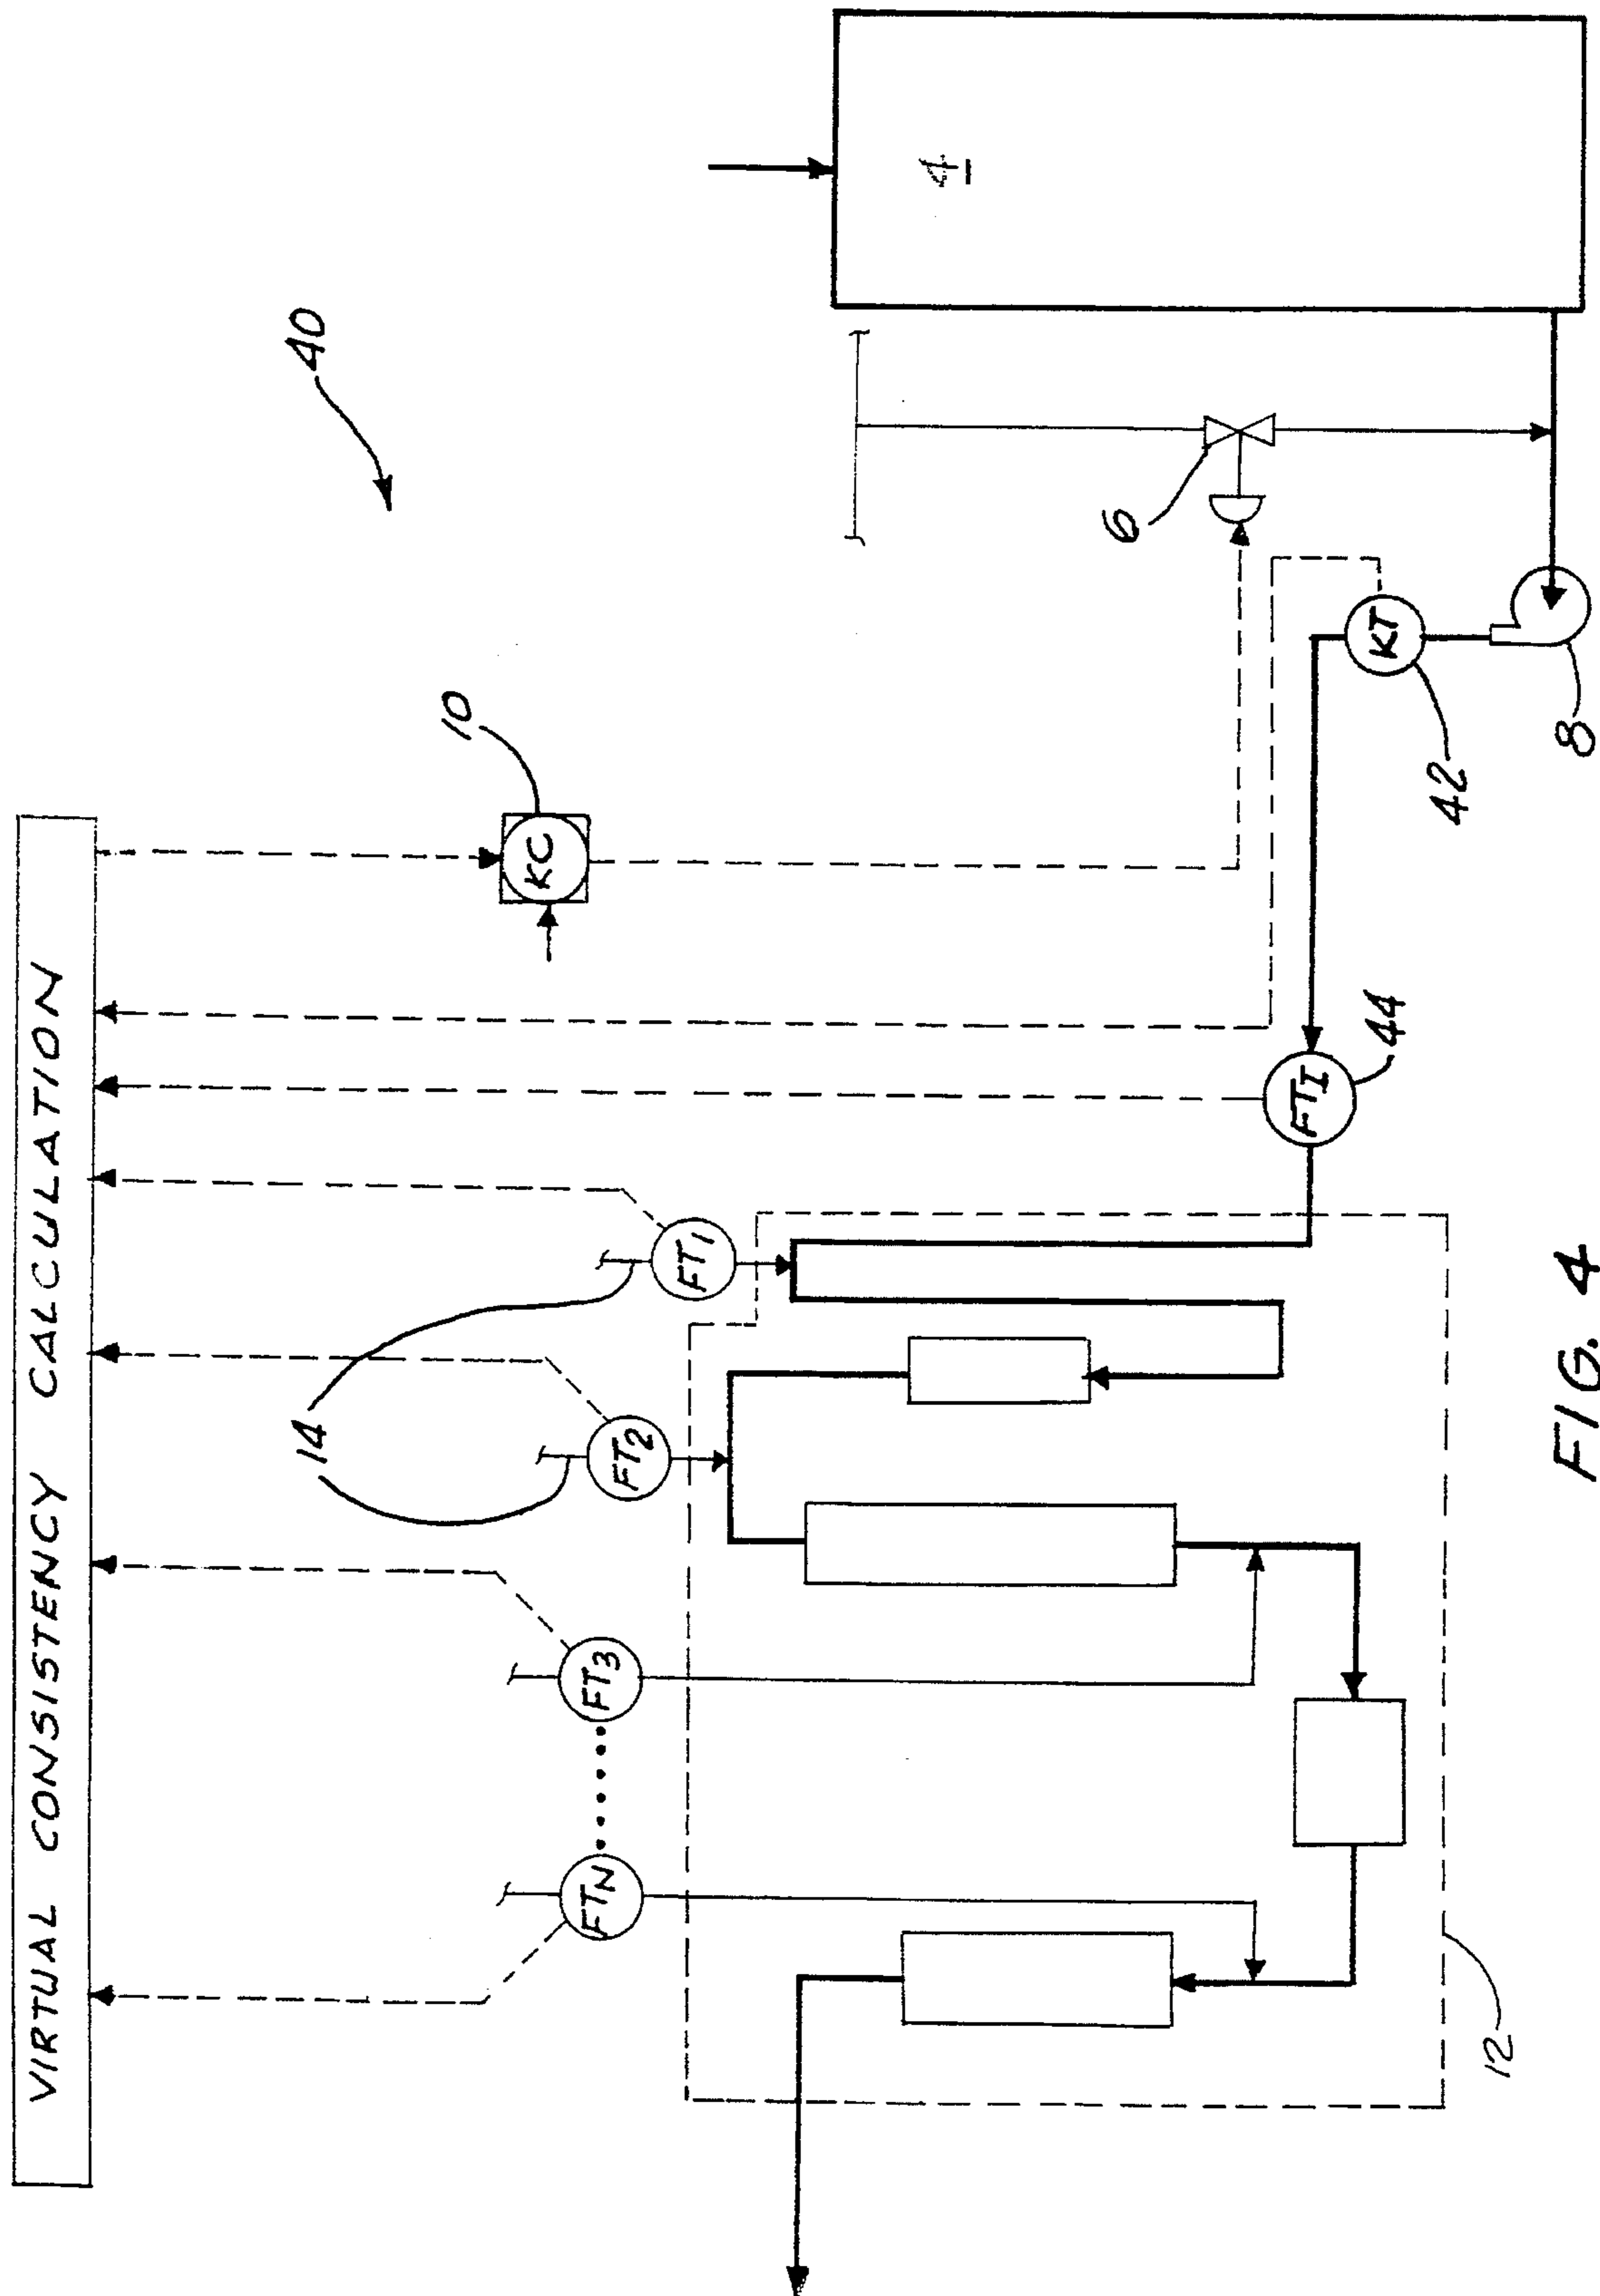 VIRTUAL CONSISTENCY CALCULATION
40
10
KC
14
FTN
FT3
FT2
FT1
4
6
FTI
44
KT
42
8
12
FIG. 4